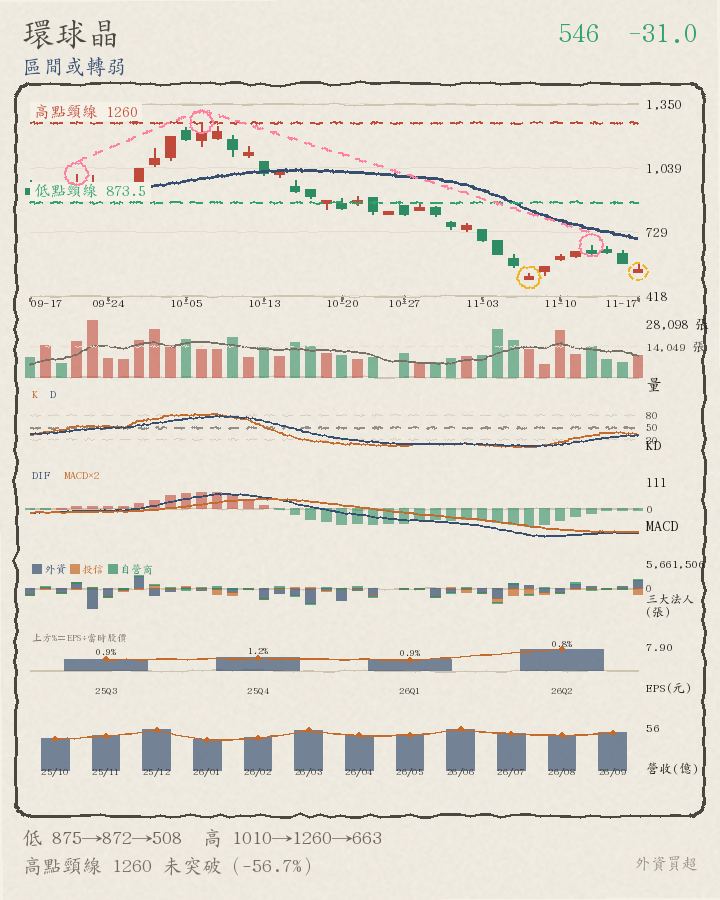 環球晶
546 -31.0
區間或轉弱
高點頸線 1260
1,350
1,039
低點頸線 873.5
729
418
09-17 09-24 10-05 10-13 10-20 10-27 11-03 11-10 11-17
28,098 張
14,049 張
量
K D
80
50
20
KD
DIF MACD×2
111
0
MACD
外資 投信 自營商
5,661,506
0
三大法人
(張)
上方%=EPS÷當時股價
0.9% 1.2% 0.9% 0.8%
7.90
25Q3 25Q4 26Q1 26Q2
EPS(元)
56
25/10 25/11 25/12 26/01 26/02 26/03 26/04 26/05 26/06 26/07 26/08 26/09
營收(億)
低 875→872→508 高 1010→1260→663
高點頸線 1260 未突破 (-56.7%)
外資買超